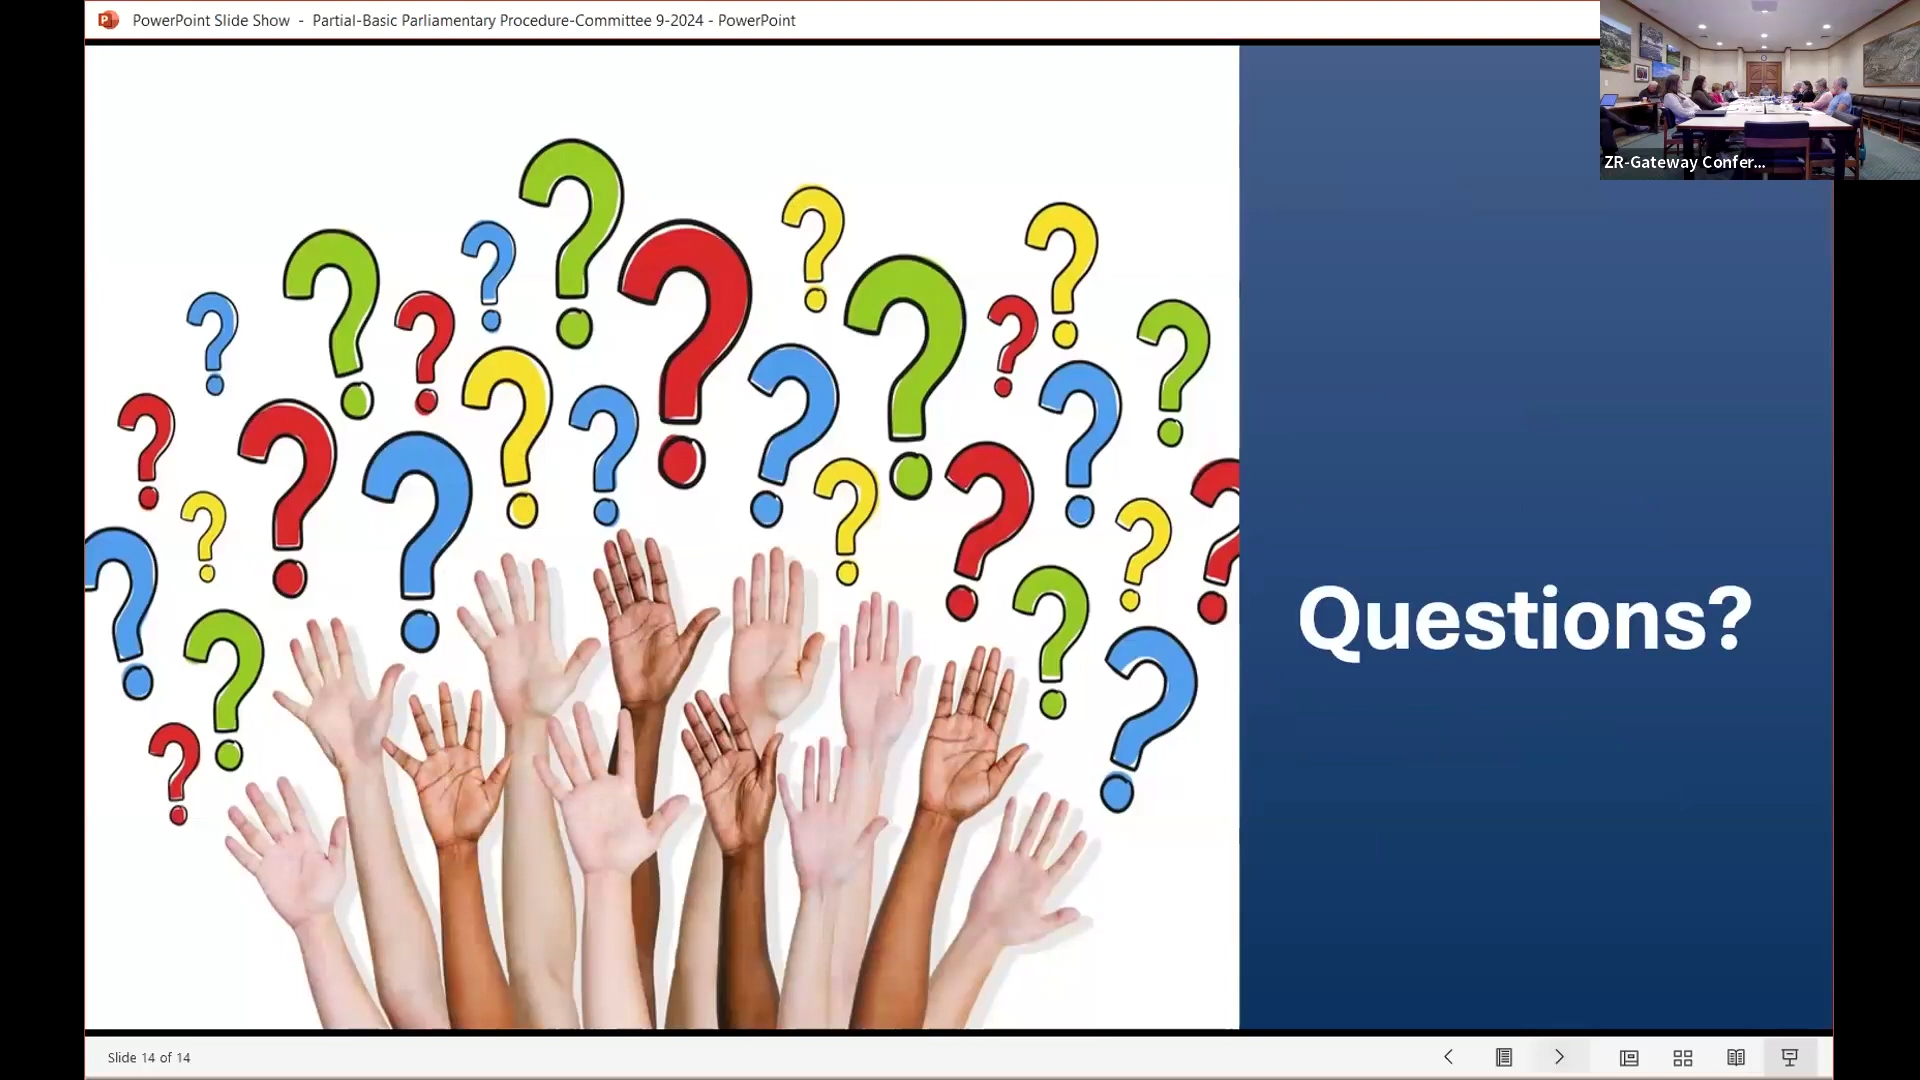 PowerPoint Slide Show - Partial-Basic Parliamentary Procedure-Committee 9-2024 - PowerPoint
ZR-Gateway Confer...
Questions?
Slide 14 of 14